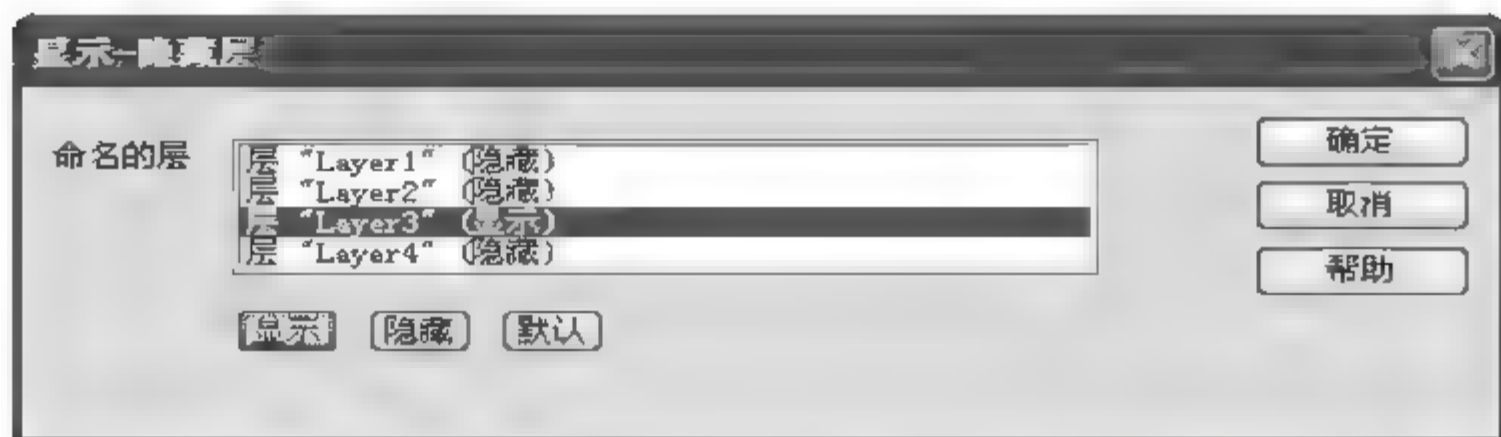 显示-隐藏层
命名的层
层 "Layer1" (隐藏)
层 "Layer2" (隐藏)
层 "Layer3" (显示)
层 "Layer4" (隐藏)
显示 隐藏 默认
确定
取消
帮助